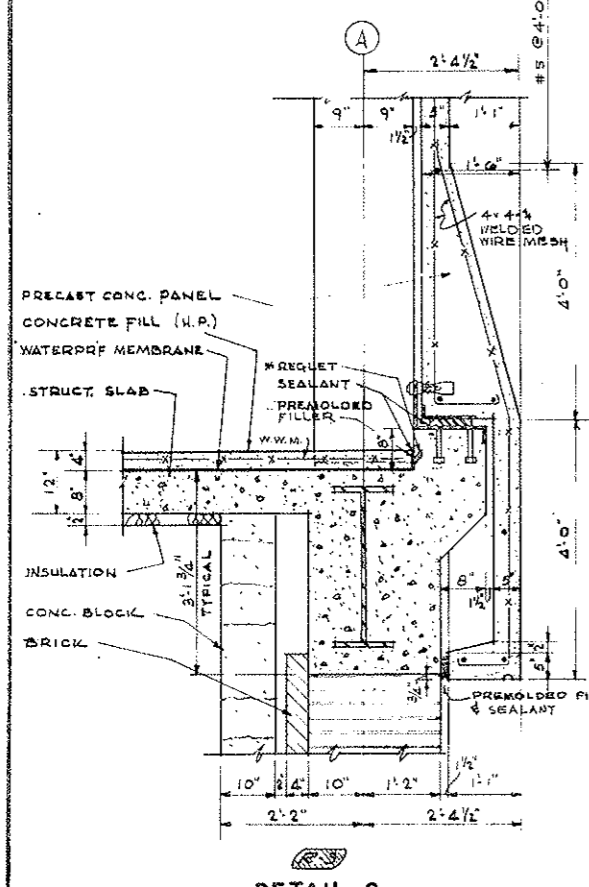 A
2'-4½"
#5 @ 4'-0
9" 9"
1½"
5"
1'-1"
1'-6"
4x4-4/4
WELDED
WIRE MESH
4'-0"
PRECAST CONC. PANEL
CONCRETE FILL (H.P.)
WATERPR'F MEMBRANE
STRUCT. SLAB
REGLET
SEALANT
PREMOLDED
FILLER
W.W.M.
8"
4"
12"
8"
2"
3'-1¾"
TYPICAL
INSULATION
CONC. BLOCK
BRICK
4'-0"
8" 5"
1½"
2"
5"
¾"
PREMOLDED FI
& SEALANT
1½"
10" 2" 4" 10" 1'-2" 1'-1"
2'-2" 2'-4½"